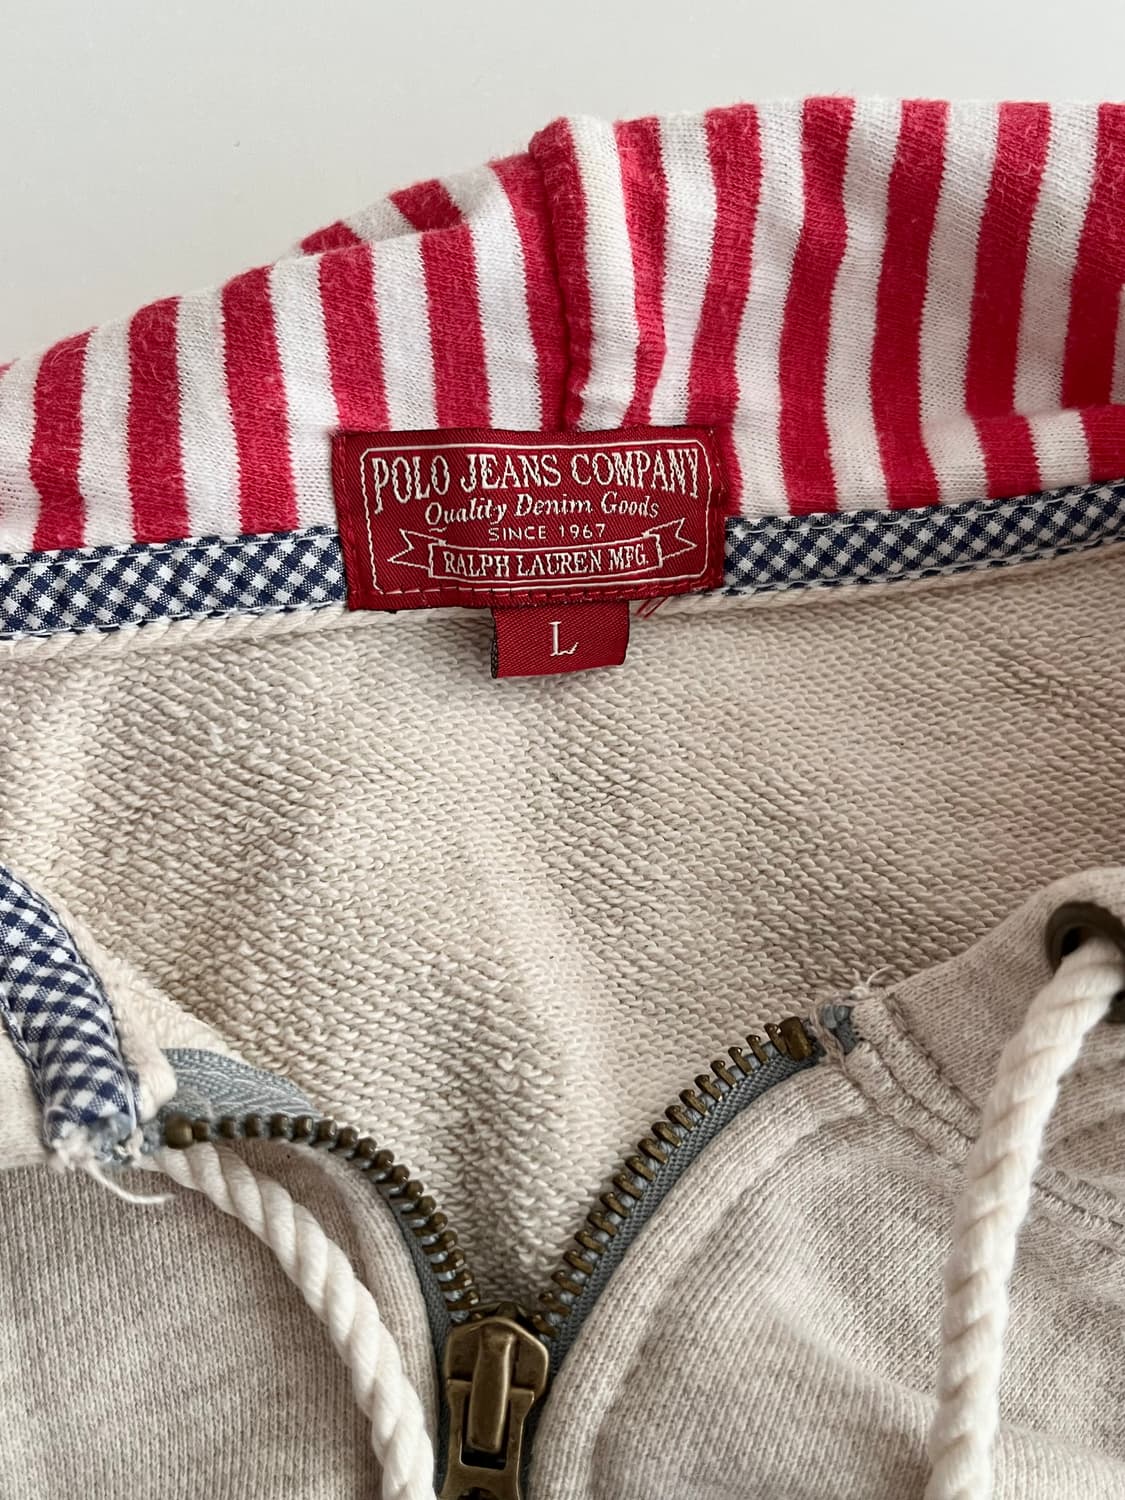 POLO JEANS COMPANY
Quality Denim Goods
SINCE 1967
RALPH LAUREN MFG.
L